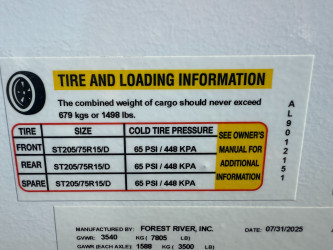 TIRE AND LOADING INFORMATION
The combined weight of cargo should never exceed
679 kgs or 1498 lbs.
TIRE SIZE COLD TIRE PRESSURE
FRONT ST205/75R15/D 65 PSI / 448 KPA
REAR ST205/75R15/D 65 PSI / 448 KPA
SPARE ST205/75R15/D 65 PSI / 448 KPA
SEE OWNER'S
MANUAL FOR
ADDITIONAL
INFORMATION
AL9012151
MANUFACTURED BY: FOREST RIVER, INC. DATE: 07/31/2025
GVWR: 3540 KG ( 7805 LB)
GAWR (EACH AXLE): 1588 KG ( 3500 LB)